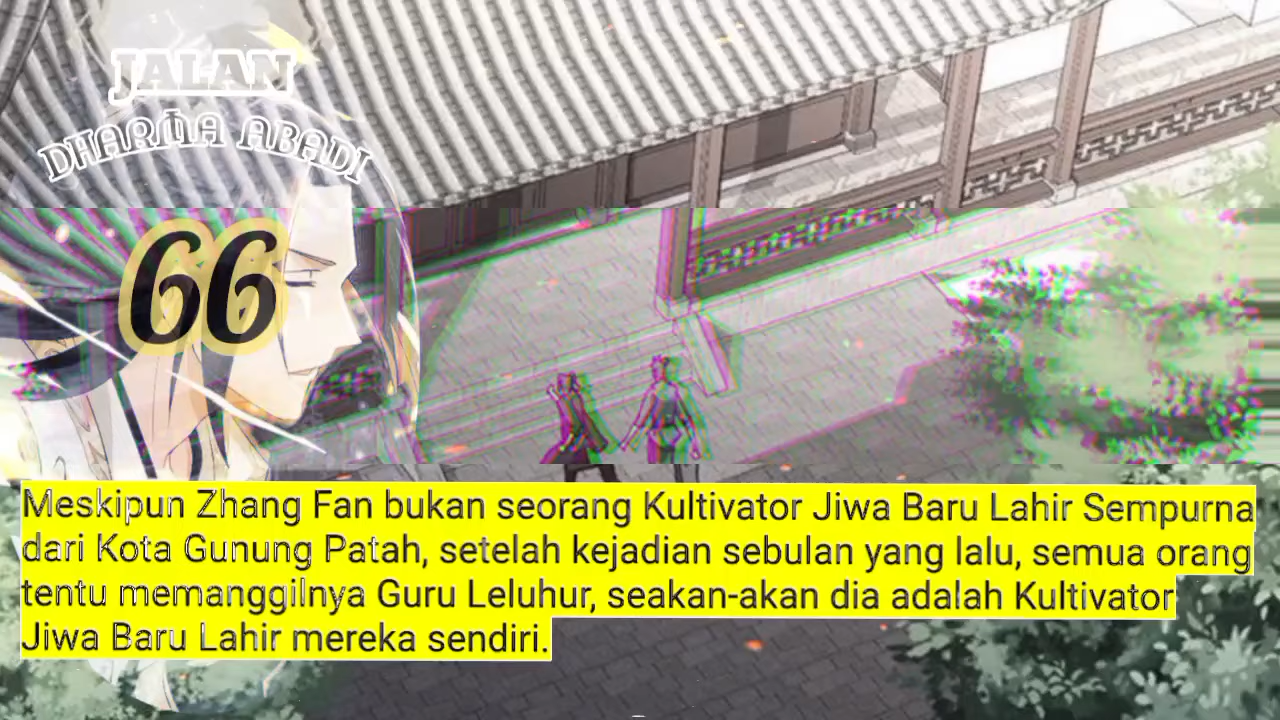 JALAN
DHARMA ABADI
66
Meskipun Zhang Fan bukan seorang Kultivator Jiwa Baru Lahir Sempurna
dari Kota Gunung Patah, setelah kejadian sebulan yang lalu, semua orang
tentu memanggilnya Guru Leluhur, seakan-akan dia adalah Kultivator
Jiwa Baru Lahir mereka sendiri.